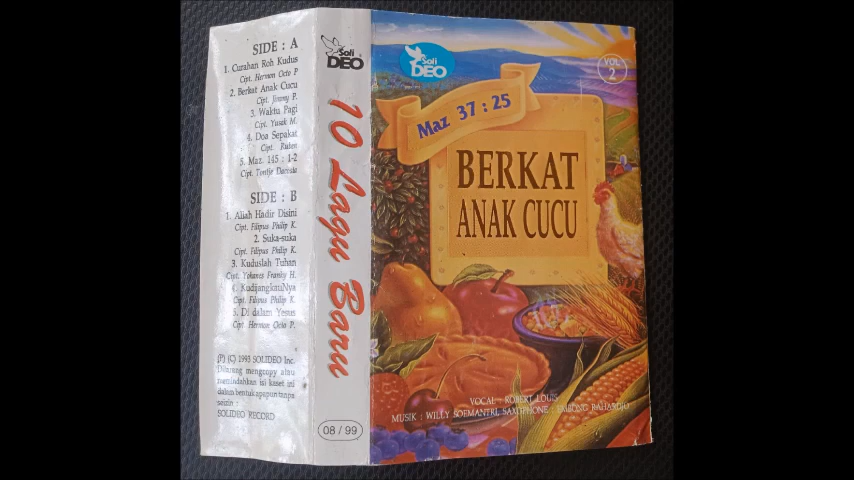 SIDE : A
1. Curahan Roh Kudus
Cipt. Hermon Octo P
2. Berkat Anak Cucu
Cipt. Jimmy P.
3. Waktu Pagi
Cipt. Yusak M.
4. Doa Sepakat
Cipt. Ruben
5. Maz. 145 : 1-2
Cipt. Tontje
SIDE : B
1. Allah Hadir Disini
Cipt. Filipus Philip K.
2. Suka-suka
Cipt. Filipus Philip K.
3. Kuduslah Tuhan
Cipt. Yohanes Franky H.
4. KudijangkauNya
Cipt. Filipus Philip K.
5. Di dalam Yesus
Cipt. Hermon Octo P.
(P) (C) 1993 SOLIDEO Inc.
Dilarang mengcopy atau
memindahkan isi kaset ini
dalam bentuk apapun tanpa
seizin :
SOLIDEO RECORD
Soli
DEO
10 Lagu Baru
08 / 99
Soli
DEO
VOL
2
Maz 37 : 25
BERKAT
ANAK CUCU
VOCAL : ROBERT LOUIS
MUSIK : WILLY SOEMANTRI, SAXOPHONE : EMBONG RAHARDJO